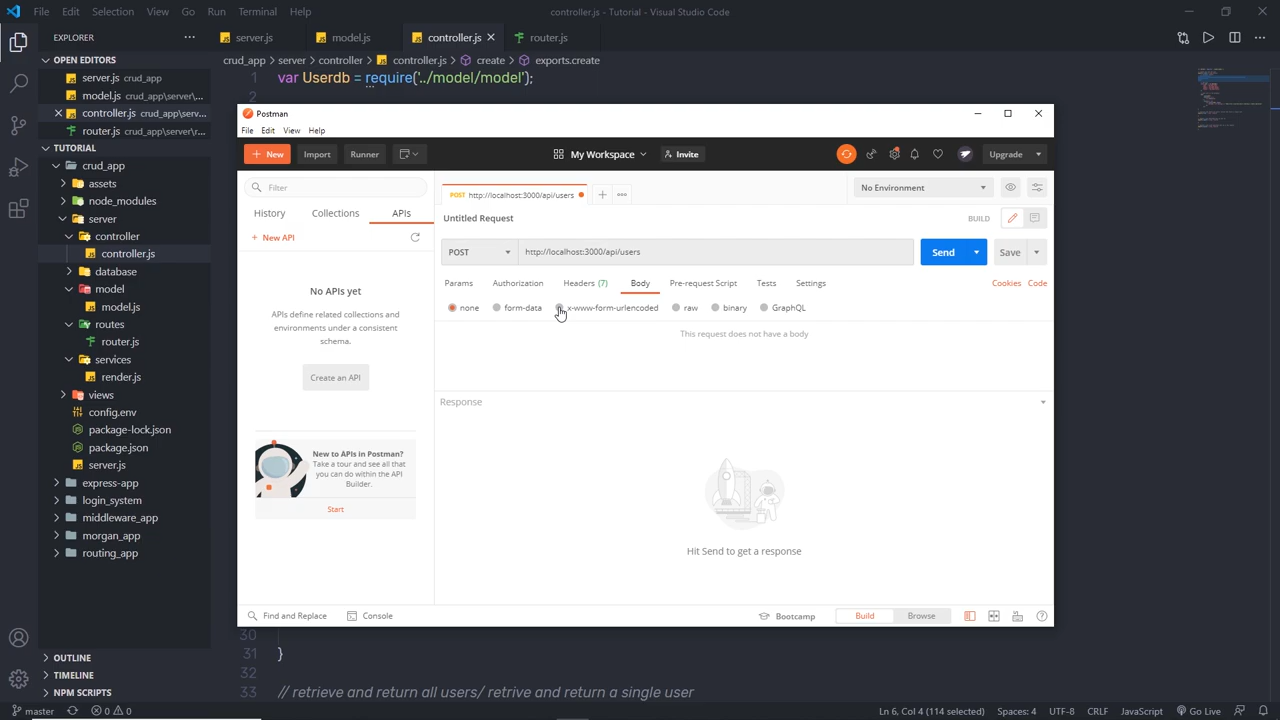 File Edit Selection View Go Run Terminal Help
controller.js - Tutorial - Visual Studio Code
EXPLORER
server.js model.js controller.js router.js
OPEN EDITORS
crud_app > server > controller > controller.js > create > exports.create
server.js crud_app
model.js crud_app\server\...
controller.js crud_app\serv...
router.js crud_app\server\r...
1 var Userdb = require('../model/model');
2
TUTORIAL
crud_app
assets
node_modules
server
controller
controller.js
database
model
model.js
routes
router.js
services
render.js
views
config.env
package-lock.json
package.json
server.js
express-app
login_system
middleware_app
morgan_app
routing_app
OUTLINE
TIMELINE
NPM SCRIPTS
Postman
File Edit View Help
New Import Runner
My Workspace
Invite
Upgrade
Filter
History Collections APIs
+ New API
No APIs yet
APIs define related collections and
environments under a consistent
schema.
Create an API
New to APIs in Postman?
Take a tour and see all that
you can do within the API
Builder.
Start
POST http://localhost:3000/api/users
No Environment
Untitled Request
BUILD
POST http://localhost:3000/api/users
Send Save
Params Authorization Headers (7) Body Pre-request Script Tests Settings
Cookies Code
none form-data x-www-form-urlencoded raw binary GraphQL
This request does not have a body
Response
Hit Send to get a response
Find and Replace Console
Bootcamp Build Browse
30
31 }
32
33 // retrieve and return all users/ retrive and return a single user
master 0 0
Ln 6, Col 4 (114 selected) Spaces: 4 UTF-8 CRLF JavaScript Go Live